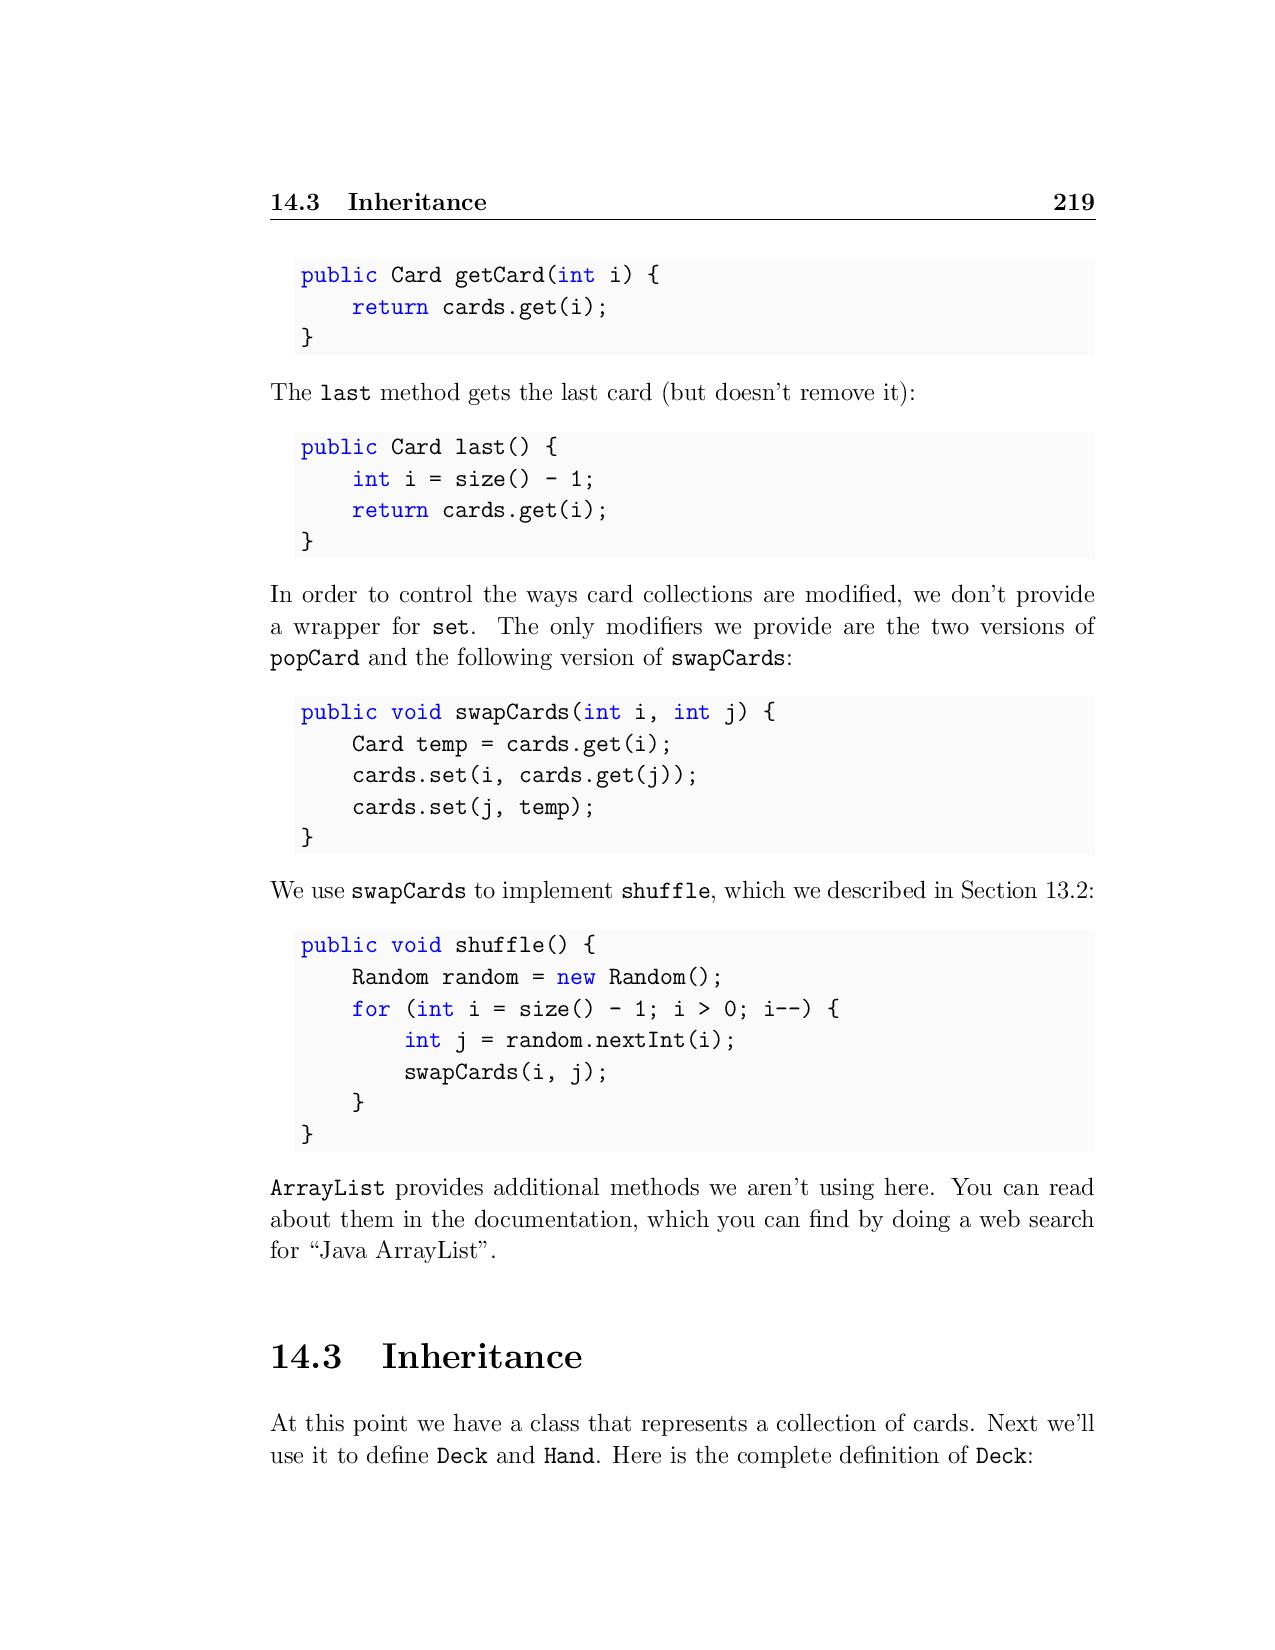 14.3 Inheritance 219
public Card getCard(int i) {
    return cards.get(i);
}
The last method gets the last card (but doesn't remove it):
public Card last() {
    int i = size() - 1;
    return cards.get(i);
}
In order to control the ways card collections are modified, we don't provide
a wrapper for set. The only modifiers we provide are the two versions of
popCard and the following version of swapCards:
public void swapCards(int i, int j) {
    Card temp = cards.get(i);
    cards.set(i, cards.get(j));
    cards.set(j, temp);
}
We use swapCards to implement shuffle, which we described in Section 13.2:
public void shuffle() {
    Random random = new Random();
    for (int i = size() - 1; i > 0; i--) {
        int j = random.nextInt(i);
        swapCards(i, j);
    }
}
ArrayList provides additional methods we aren't using here. You can read
about them in the documentation, which you can find by doing a web search
for “Java ArrayList”.
14.3 Inheritance
At this point we have a class that represents a collection of cards. Next we'll
use it to define Deck and Hand. Here is the complete definition of Deck: